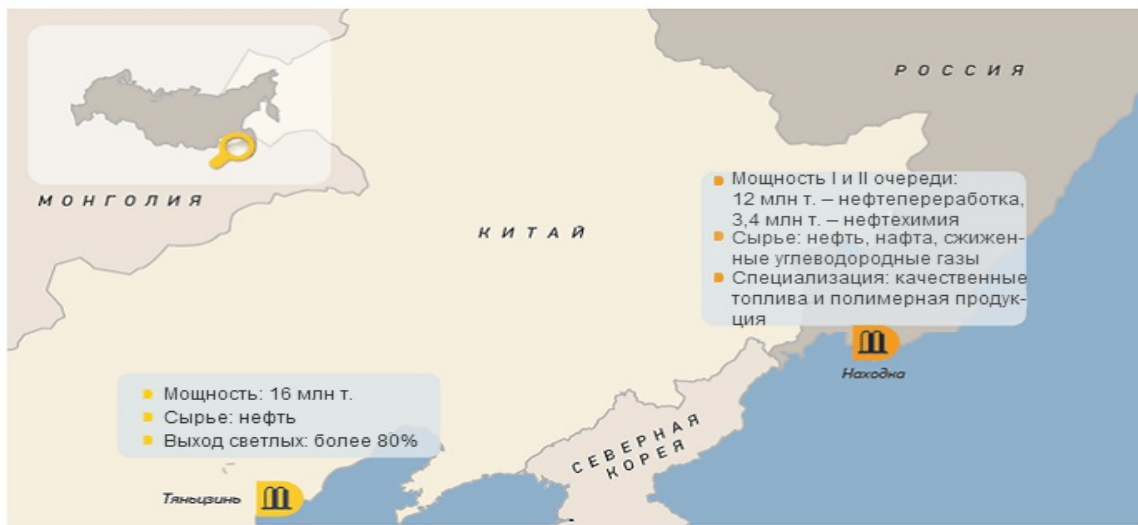 РОССИЯ
МОНГОЛИЯ
КИТАЙ
Мощность I и II очереди:
12 млн т. – нефтепереработка,
3,4 млн т. – нефтехимия
Сырье: нефть, нафта, сжижен-
ные углеводородные газы
Специализация: качественные
топлива и полимерная продук-
ция
Находка
Мощность: 16 млн т.
Сырье: нефть
Выход светлых: более 80%
СЕВЕРНАЯ
КОРЕЯ
Тяньцзинь